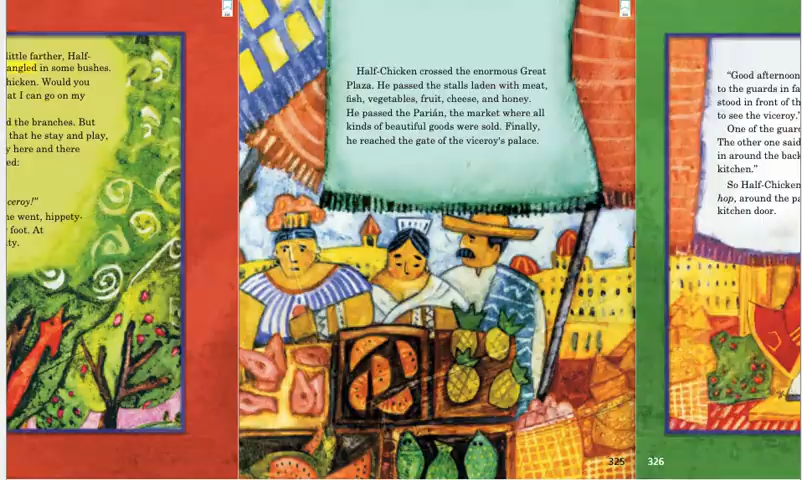 little farther, Half-
angled in some bushes.
hicken. Would you
at I can go on my
d the branches. But
that he stay and play,
y here and there
ed:
ceroy!"
ne went, hippety-
foot. At
ty.
Half-Chicken crossed the enormous Great
Plaza. He passed the stalls laden with meat,
fish, vegetables, fruit, cheese, and honey.
He passed the Parián, the market where all
kinds of beautiful goods were sold. Finally,
he reached the gate of the viceroy's palace.
325
"Good afternoon
to the guards in fa
stood in front of th
to see the viceroy."
One of the guar
The other one said
in around the back
kitchen."
So Half-Chicken
hop, around the pa
kitchen door.
326